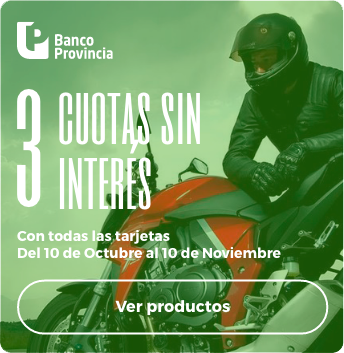 Banco
Provincia
3 CUOTAS SIN
INTERÉS
Con todas las tarjetas
Del 10 de Octubre al 10 de Noviembre
Ver productos